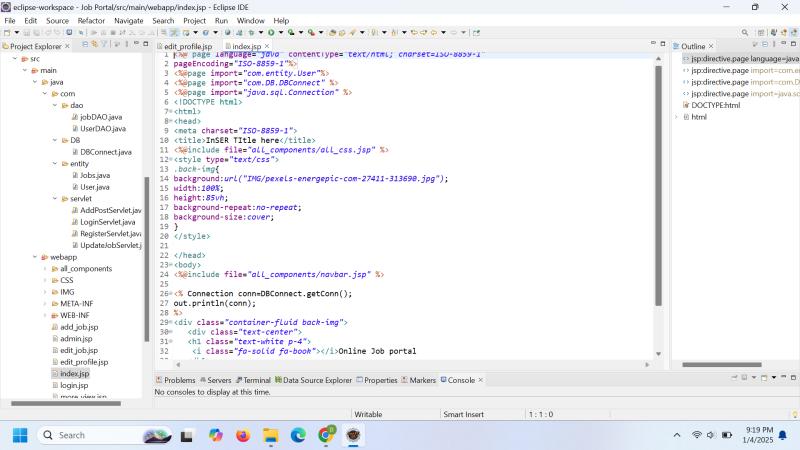 eclipse-workspace - Job Portal/src/main/webapp/index.jsp - Eclipse IDE
File Edit Source Refactor Navigate Search Project Run Window Help
Project Explorer
src
main
java
com
dao
jobDAO.java
UserDAO.java
DB
DBConnect.java
entity
Jobs.java
User.java
servlet
AddPostServlet.jav
LoginServlet.java
RegisterServlet.java
UpdateJobServlet.j
webapp
all_components
CSS
IMG
META-INF
WEB-INF
add_job.jsp
admin.jsp
edit_job.jsp
edit_profile.jsp
index.jsp
login.jsp
more_view.jsp
edit_profile.jsp index.jsp
1 <%@ page language="java" contentType="text/html; charset=ISO-8859-1"
2 pageEncoding="ISO-8859-1"%>
3 <%@page import="com.entity.User"%>
4 <%@page import="com.DB.DBConnect" %>
5 <%@page import="java.sql.Connection" %>
6 <!DOCTYPE html>
7 <html>
8 <head>
9 <meta charset="ISO-8859-1">
10 <title>InSER TItle here</title>
11 <%@include file="all_components/all_css.jsp" %>
12 <style type="text/css">
13 .back-img{
14 background:url("IMG/pexels-energepic-com-27411-313690.jpg");
15 width:100%;
16 height:85vh;
17 background-repeat:no-repeat;
18 background-size:cover;
19 }
20 </style>
21
22 </head>
23 <body>
24 <%@include file="all_components/navbar.jsp" %>
25
26 <% Connection conn=DBConnect.getConn();
27 out.println(conn);
28 %>
29 <div class="container-fluid back-img">
30 <div class="text-center">
31 <h1 class="text-white p-4">
32 <i class="fa-solid fa-book"></i>Online Job portal
Outline
jsp:directive.page language=java
jsp:directive.page import=com.en
jsp:directive.page import=com.D
jsp:directive.page import=java.sc
DOCTYPE:html
html
Problems Servers Terminal Data Source Explorer Properties Markers Console
No consoles to display at this time.
Writable Smart Insert 1 : 1 : 0
Search
9:19 PM
1/4/2025